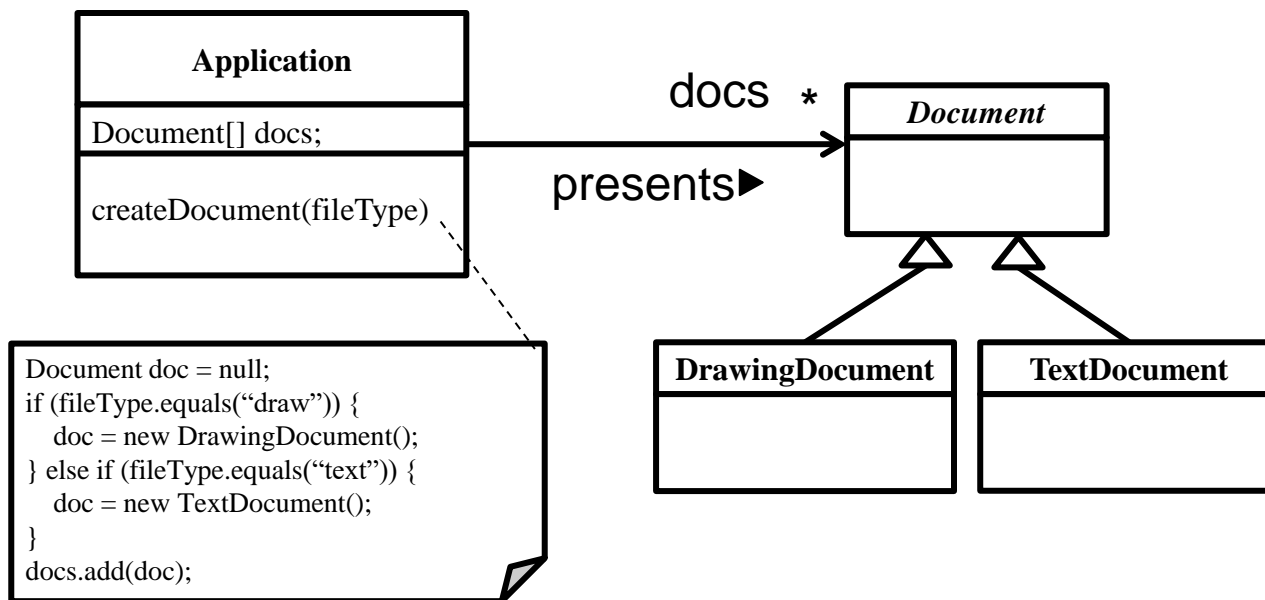 Application
Document[] docs;
createDocument(fileType)
docs *
presents▶
Document
DrawingDocument
TextDocument
Document doc = null;
if (fileType.equals(“draw”)) {
doc = new DrawingDocument();
} else if (fileType.equals(“text”)) {
doc = new TextDocument();
}
docs.add(doc);